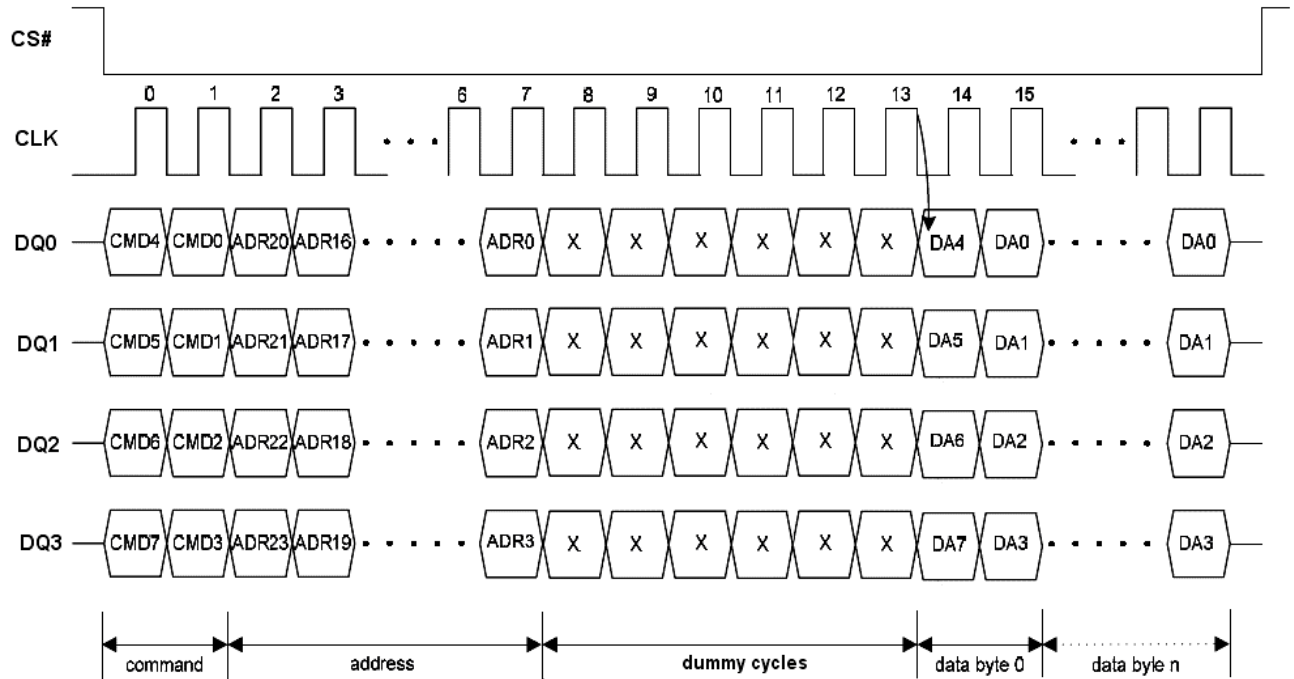 CS#
0 1 2 3 6 7 8 9 10 11 12 13 14 15
CLK
DQ0 CMD4 CMD0 ADR20 ADR16 ADR0 X X X X X X DA4 DA0 DA0
DQ1 CMD5 CMD1 ADR21 ADR17 ADR1 X X X X X X DA5 DA1 DA1
DQ2 CMD6 CMD2 ADR22 ADR18 ADR2 X X X X X X DA6 DA2 DA2
DQ3 CMD7 CMD3 ADR23 ADR19 ADR3 X X X X X X DA7 DA3 DA3
command address dummy cycles data byte 0 data byle n